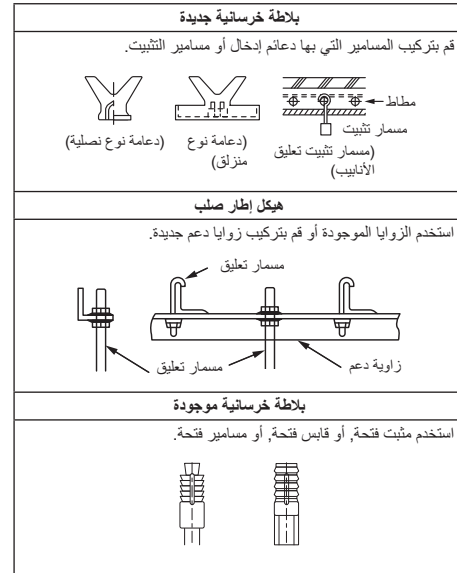 بلاطة خرسانية جديدة
قم بتركيب المسامير التي بها دعائم إدخال أو مسامير التثبيت.
مطاط
مسمار تثبيت
(مسمار تثبيت تعليق
الأنابيب)
(دعامة نوع
منزلق)
(دعامة نوع نصلية)
هيكل إطار صلب
استخدم الزوايا الموجودة أو قم بتركيب زوايا دعم جديدة.
مسمار تعليق
مسمار تعليق
زاوية دعم
بلاطة خرسانية موجودة
استخدم مثبت فتحة, أو قابس فتحة, أو مسامير فتحة.